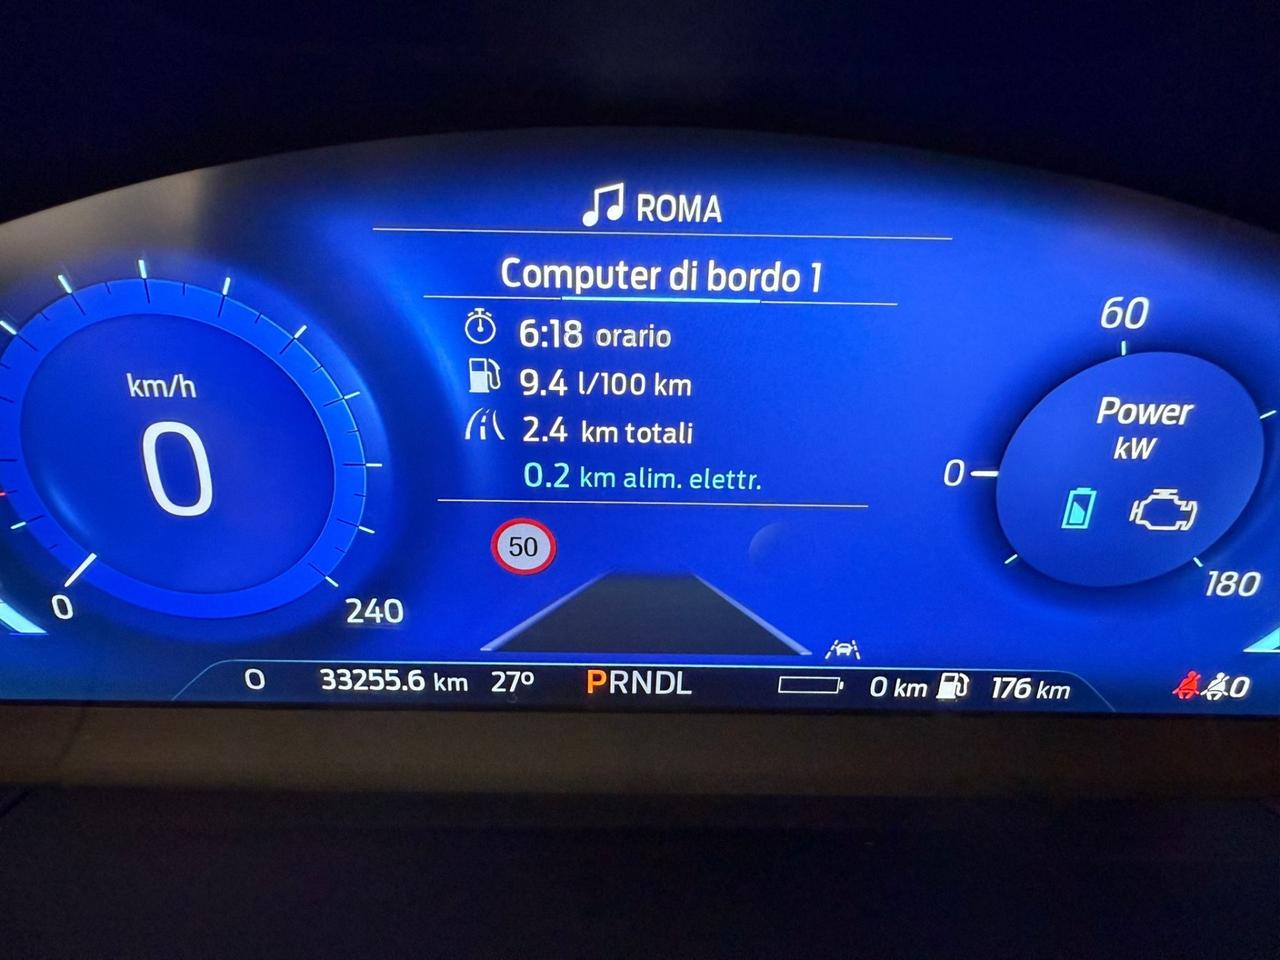 ROMA
Computer di bordo 1
6:18 orario
9.4 l/100 km
2.4 km totali
0.2 km alim. elettr.
km/h
0
0
240
50
60
Power
kW
0
180
0 33255.6 km 27° PRNDL 0 km 176 km 0